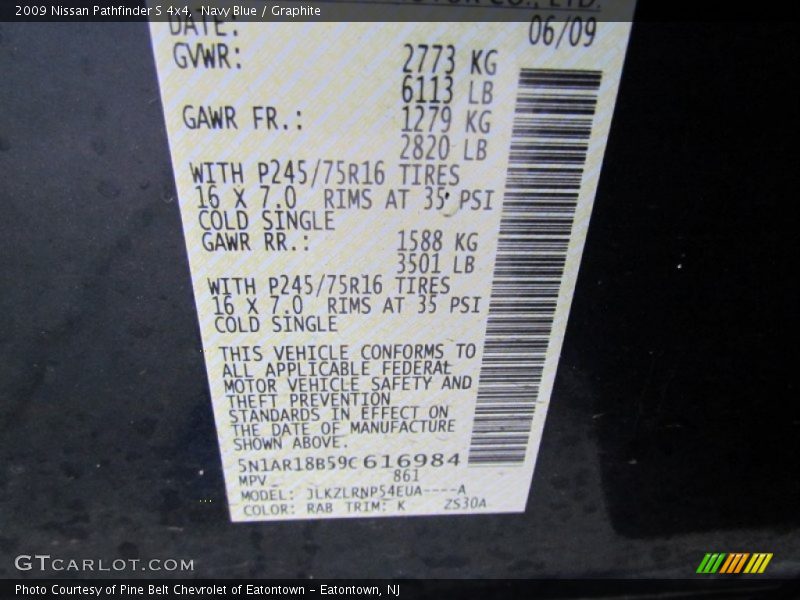 2009 Nissan Pathfinder S 4x4, Navy Blue / Graphite
CO., LTD.
DATE: 06/09
GVWR: 2773 KG
6113 LB
GAWR FR.: 1279 KG
2820 LB
WITH P245/75R16 TIRES
16 X 7.0 RIMS AT 35 PSI
COLD SINGLE
GAWR RR.: 1588 KG
3501 LB
WITH P245/75R16 TIRES
16 X 7.0 RIMS AT 35 PSI
COLD SINGLE
THIS VEHICLE CONFORMS TO
ALL APPLICABLE FEDERAL
MOTOR VEHICLE SAFETY AND
THEFT PREVENTION
STANDARDS IN EFFECT ON
THE DATE OF MANUFACTURE
SHOWN ABOVE.
5N1AR18B59C616984
MPV 861
MODEL: JLKZLRNP54EUA----A
COLOR: RAB TRIM: K ZS30A
GTCARLOT.COM
Photo Courtesy of Pine Belt Chevrolet of Eatontown – Eatontown, NJ